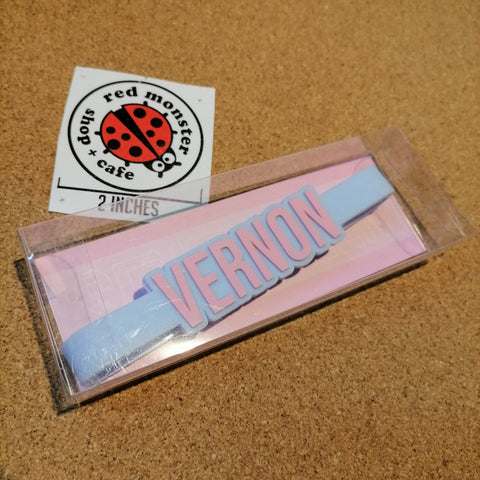 red monster
shop + cafe
2 INCHES
VERNON